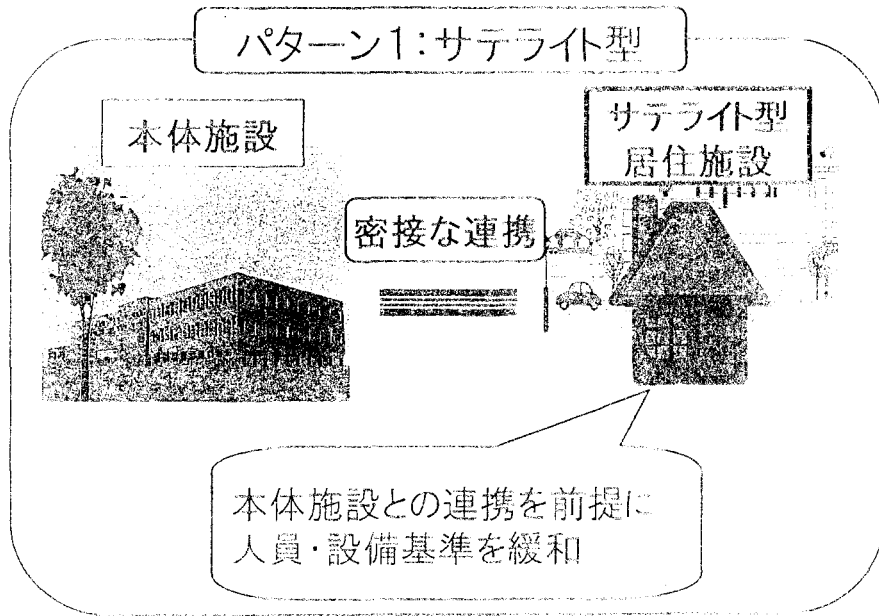 パターン1:サテライト型
本体施設
サテライト型
居住施設
密接な連携
本体施設との連携を前提に
人員・設備基準を緩和